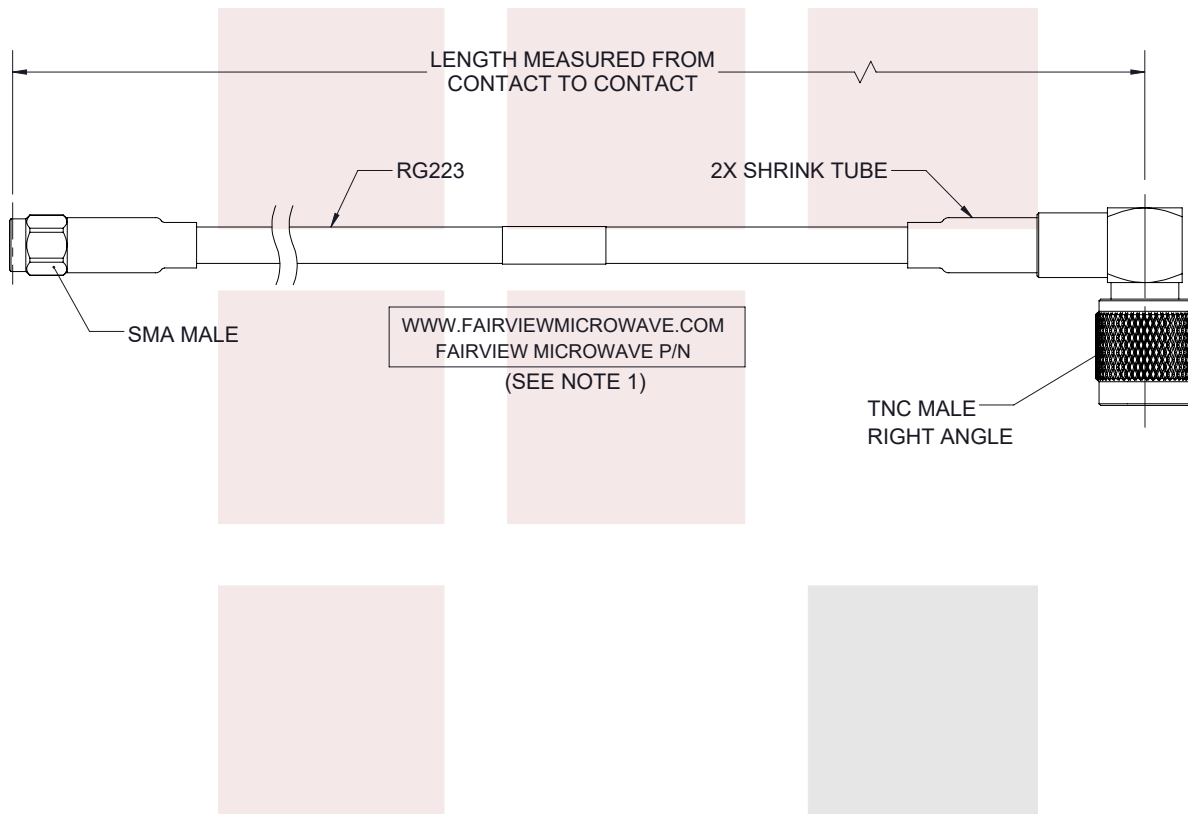 LENGTH MEASURED FROM
CONTACT TO CONTACT
RG223
2X SHRINK TUBE
SMA MALE
WWW.FAIRVIEWMICROWAVE.COM
FAIRVIEW MICROWAVE P/N
(SEE NOTE 1)
TNC MALE
RIGHT ANGLE